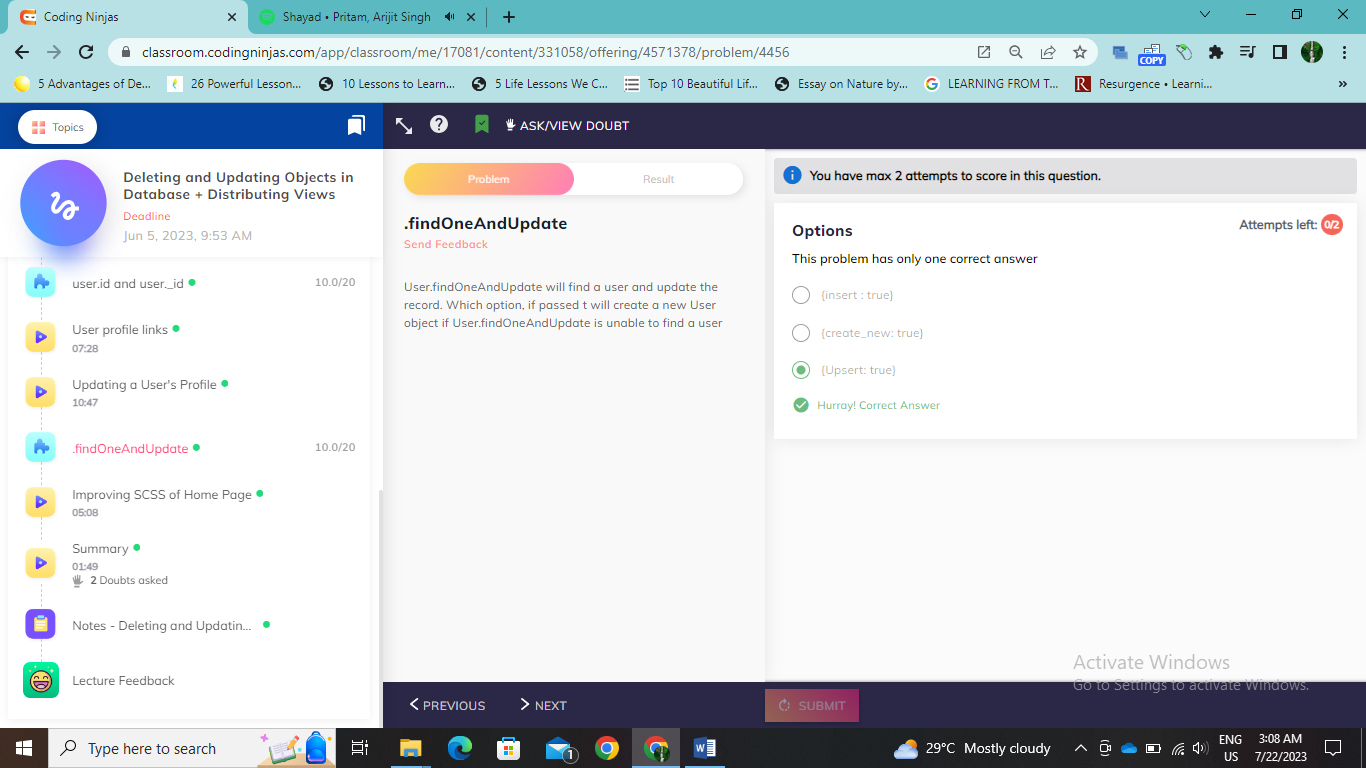 Coding Ninjas
Shayad • Pritam, Arijit Singh
classroom.codingninjas.com/app/classroom/me/17081/content/331058/offering/4571378/problem/4456
COPY
5 Advantages of De...
26 Powerful Lesson...
10 Lessons to Learn...
5 Life Lessons We C...
Top 10 Beautiful Lif...
Essay on Nature by...
LEARNING FROM T...
Resurgence • Learni...
Topics
ASK/VIEW DOUBT
Deleting and Updating Objects in
Database + Distributing Views
Deadline
Jun 5, 2023, 9:53 AM
user.id and user._id
10.0/20
User profile links
07:28
Updating a User's Profile
10:47
.findOneAndUpdate
10.0/20
Improving SCSS of Home Page
05:08
Summary
01:49
2 Doubts asked
Notes - Deleting and Updatin...
Lecture Feedback
Problem
Result
.findOneAndUpdate
Send Feedback
User.findOneAndUpdate will find a user and update the
record. Which option, if passed t will create a new User
object if User.findOneAndUpdate is unable to find a user
You have max 2 attempts to score in this question.
Options
Attempts left: 0/2
This problem has only one correct answer
{insert : true}
{create_new: true}
{Upsert: true}
Hurray! Correct Answer
Activate Windows
Go to Settings to activate Windows.
PREVIOUS
NEXT
SUBMIT
Type here to search
1
29°C Mostly cloudy
ENG
US
3:08 AM
7/22/2023